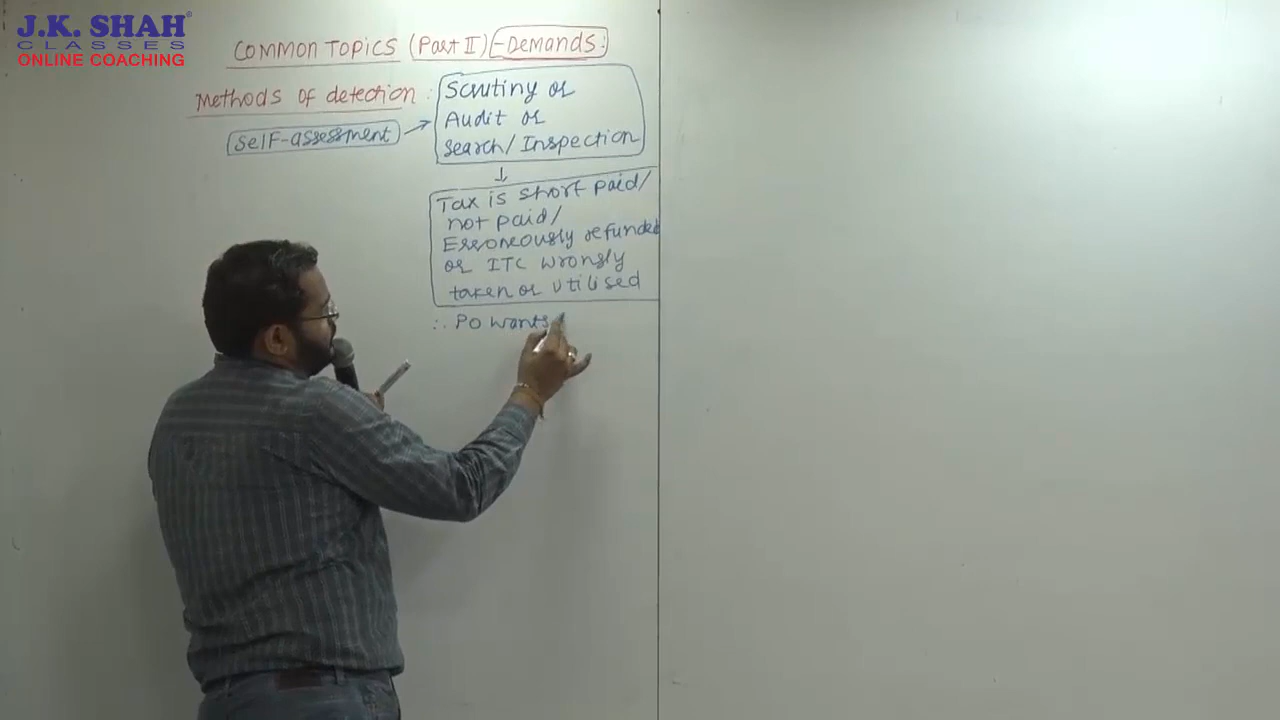 J.K. SHAH®
CLASSES
ONLINE COACHING
COMMON TOPICS (Part II) - Demands:
Methods of detection :
Self-assessment
Scrutiny or
Audit or
search/Inspection
Tax is short paid/
not paid/
Erroneously refunded
or ITC wrongly
taken or utilised
∴ PO wants